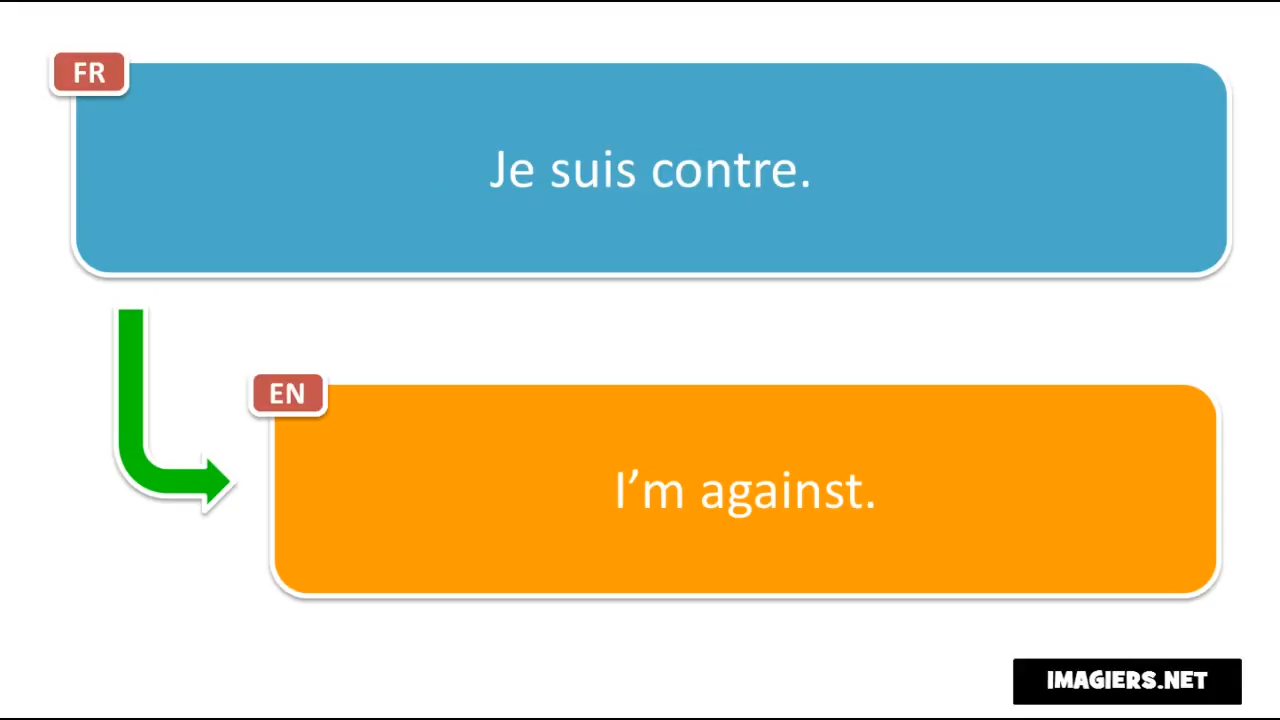 FR
Je suis contre.
EN
I’m against.
IMAGIERS.NET